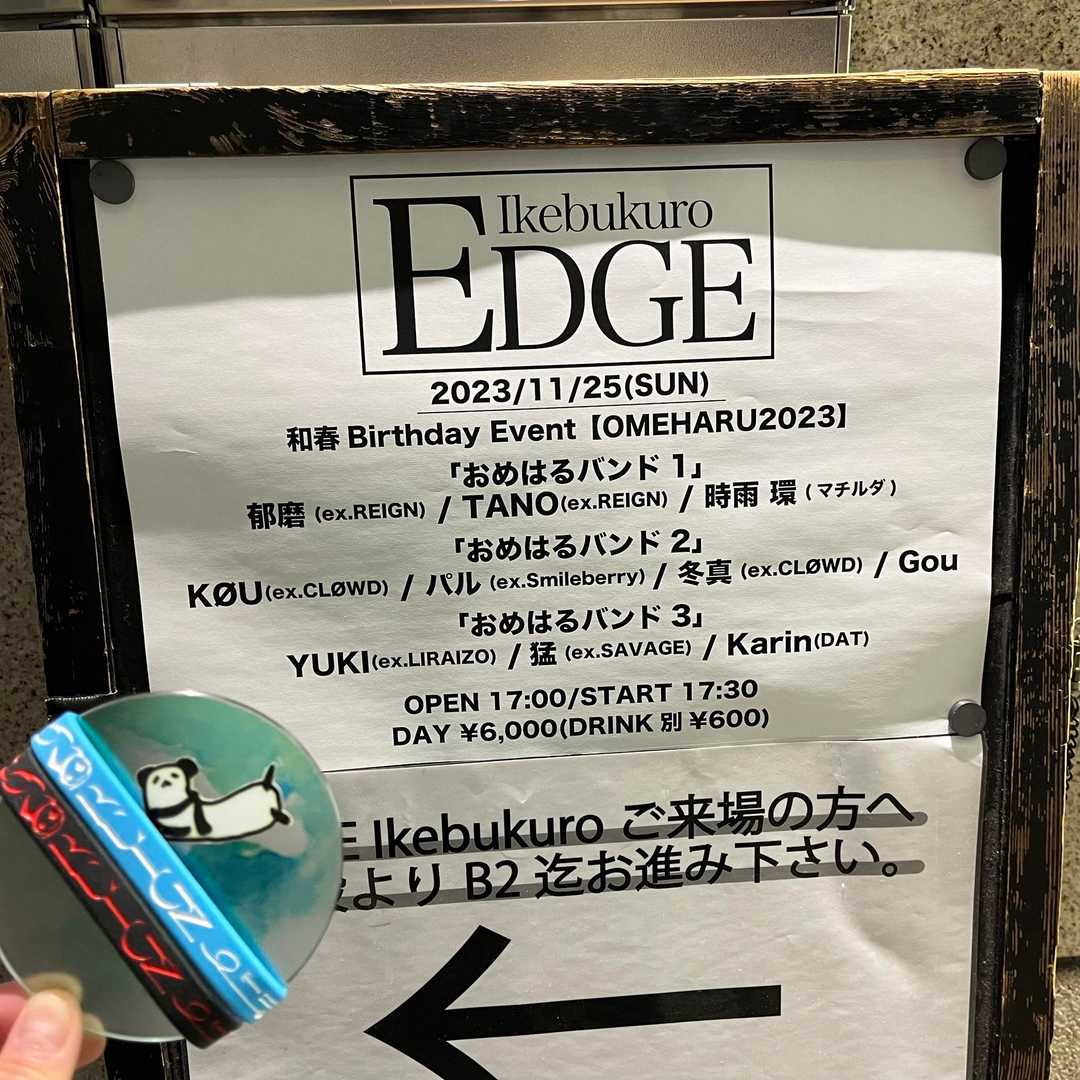 Ikebukuro
EDGE
2023/11/25(SUN)
和春 Birthday Event【OMEHARU2023】
「おめはるバンド 1」
郁磨 (ex.REIGN) / TANO(ex.REIGN) / 時雨 環 (マチルダ)
「おめはるバンド 2」
KØU(ex.CLØWD) / パル (ex.Smileberry) / 冬真 (ex.CLØWD) / Gou
「おめはるバンド 3」
YUKI(ex.LIRAIZO) / 猛 (ex.SAVAGE) / Karin(DAT)
OPEN 17:00/START 17:30
DAY ¥6,000(DRINK 別 ¥600)
Ikebukuro ご来場の方へ
より B2 迄お進み下さい。